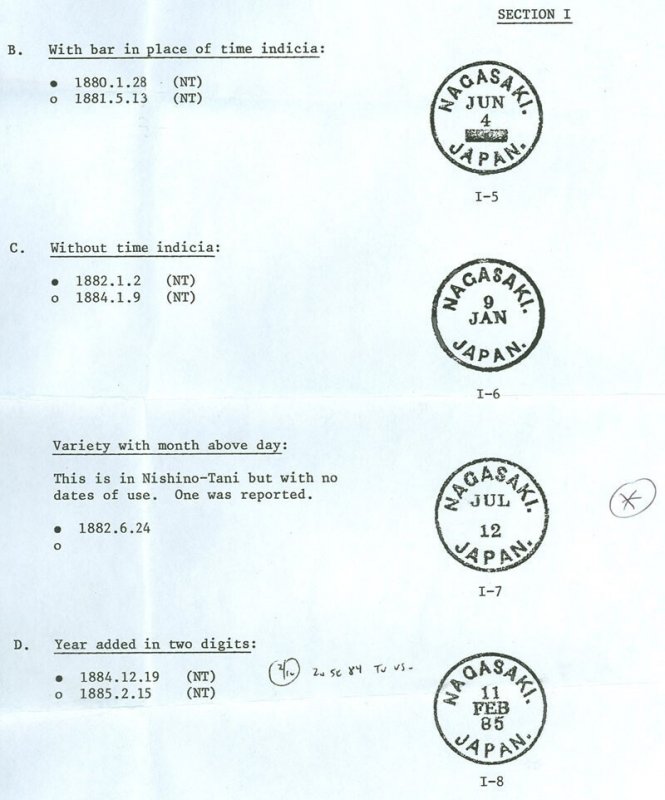 SECTION I
B. With bar in place of time indicia:
● 1880.1.28 (NT)
o 1881.5.13 (NT)
NAGASAKI.
JUN
4
JAPAN.
I-5
C. Without time indicia:
● 1882.1.2 (NT)
o 1884.1.9 (NT)
NAGASAKI.
9
JAN
JAPAN.
I-6
Variety with month above day:
This is in Nishino-Tani but with no
dates of use. One was reported.
● 1882.6.24
o
NAGASAKI.
JUL
12
JAPAN.
I-7
D. Year added in two digits:
● 1884.12.19 (NT)
o 1885.2.15 (NT)
84 TO US-
NAGASAKI.
11
FEB
85
JAPAN.
I-8